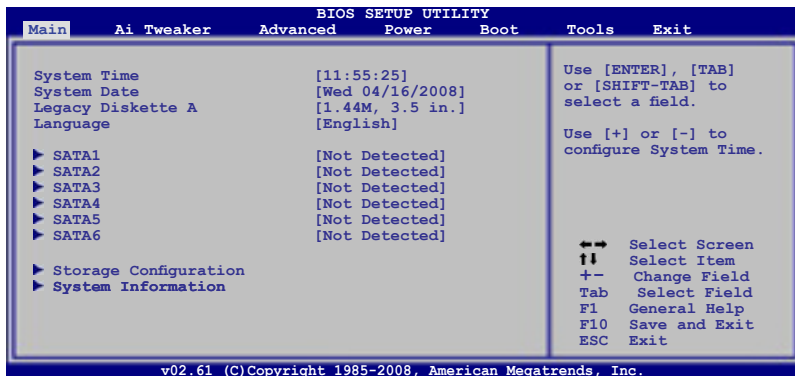 BIOS SETUP UTILITY
Main Ai Tweaker Advanced Power Boot Tools Exit
System Time [11:55:25]
System Date [Wed 04/16/2008]
Legacy Diskette A [1.44M, 3.5 in.]
Language [English]
SATA1 [Not Detected]
SATA2 [Not Detected]
SATA3 [Not Detected]
SATA4 [Not Detected]
SATA5 [Not Detected]
SATA6 [Not Detected]
Storage Configuration
System Information
Use [ENTER], [TAB]
or [SHIFT-TAB] to
select a field.
Use [+] or [-] to
configure System Time.
←→ Select Screen
↑↓ Select Item
+- Change Field
Tab Select Field
F1 General Help
F10 Save and Exit
ESC Exit
v02.61 (C)Copyright 1985-2008, American Megatrends, Inc.